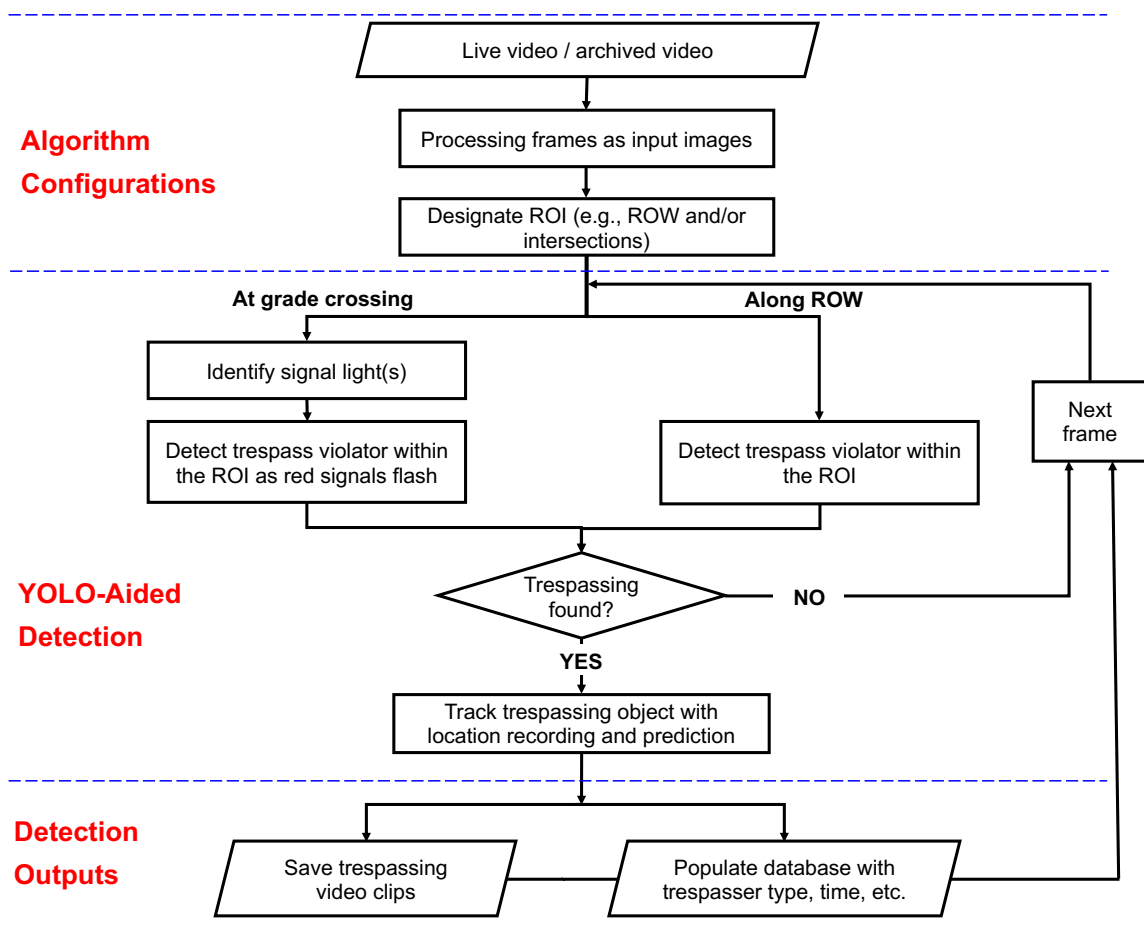 Live video / archived video
Algorithm
Configurations
Processing frames as input images
Designate ROI (e.g., ROW and/or
intersections)
At grade crossing
Along ROW
Identify signal light(s)
Next
frame
Detect trespass violator within
the ROI as red signals flash
Detect trespass violator within
the ROI
YOLO-Aided
Detection
Trespassing
found?
NO
YES
Track trespassing object with
location recording and prediction
Detection
Outputs
Save trespassing
video clips
Populate database with
trespasser type, time, etc.